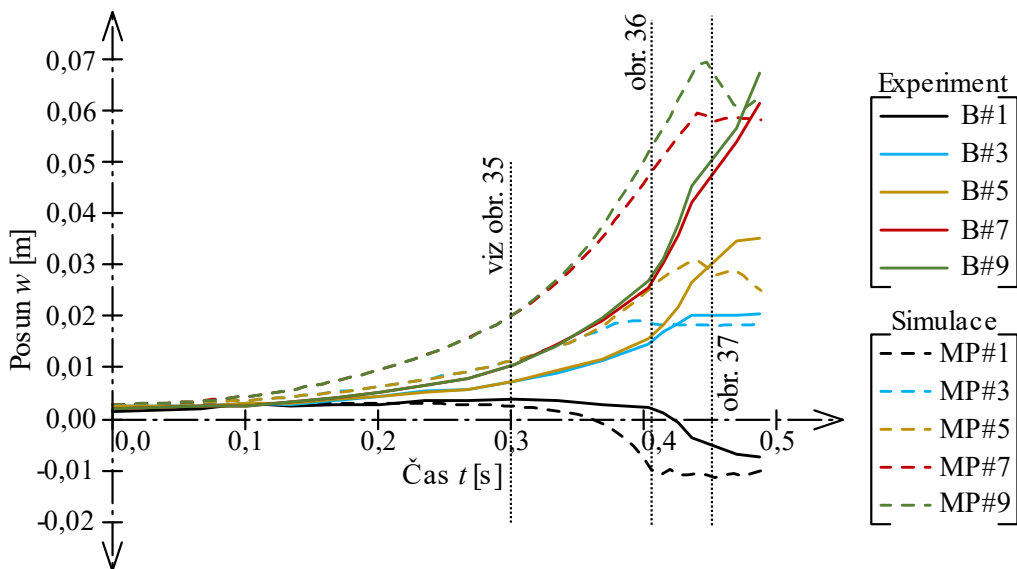 0,07
0,06
0,05
0,04
0,03
0,02
0,01
0,00
-0,01
-0,02
Posun w [m]
0,0
0,1
0,2
0,3
0,4
0,5
Čas t [s]
viz obr. 35
obr. 36
obr. 37
Experiment
B#1
B#3
B#5
B#7
B#9
Simulace
MP#1
MP#3
MP#5
MP#7
MP#9